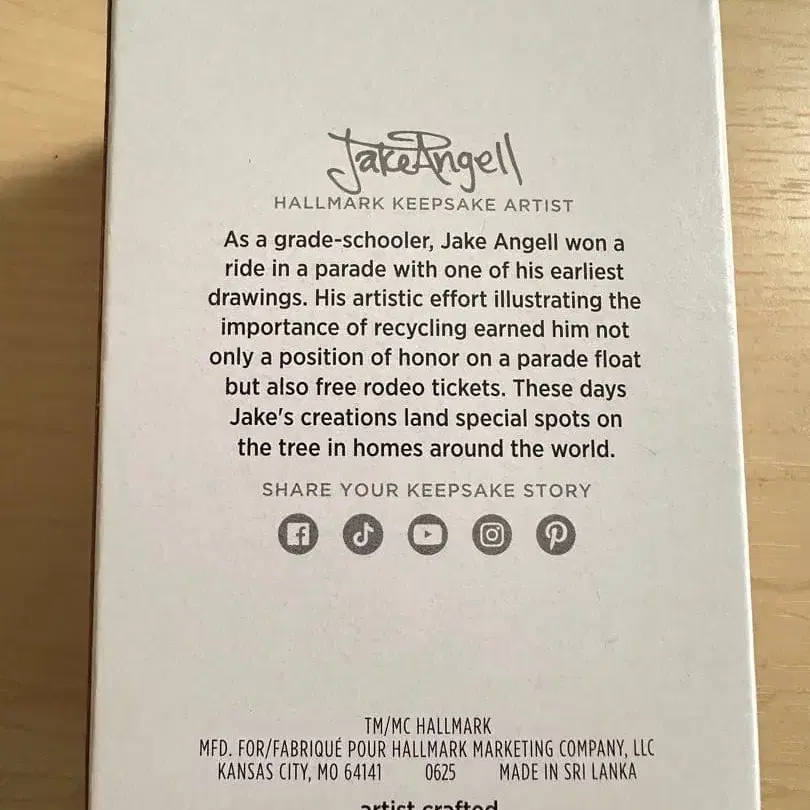 Jake Angell
HALLMARK KEEPSAKE ARTIST
As a grade-schooler, Jake Angell won a
ride in a parade with one of his earliest
drawings. His artistic effort illustrating the
importance of recycling earned him not
only a position of honor on a parade float
but also free rodeo tickets. These days
Jake's creations land special spots on
the tree in homes around the world.
SHARE YOUR KEEPSAKE STORY
TM/MC HALLMARK
MFD. FOR/FABRIQUÉ POUR HALLMARK MARKETING COMPANY, LLC
KANSAS CITY, MO 64141 0625 MADE IN SRI LANKA
artist crafted